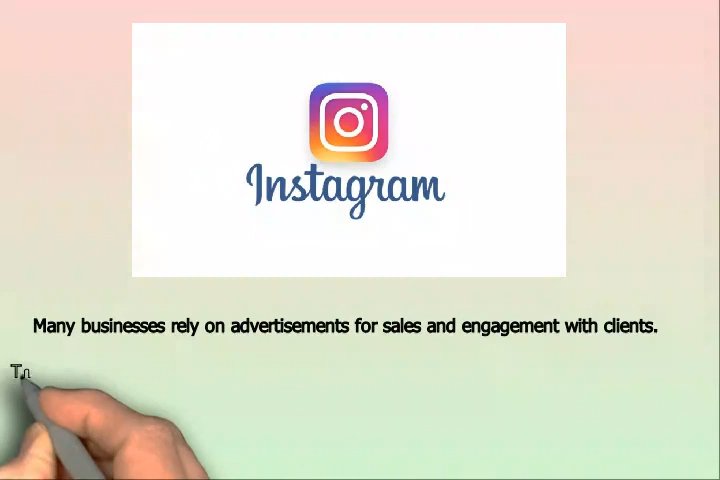 Instagram
Many businesses rely on advertisements for sales and engagement with clients.